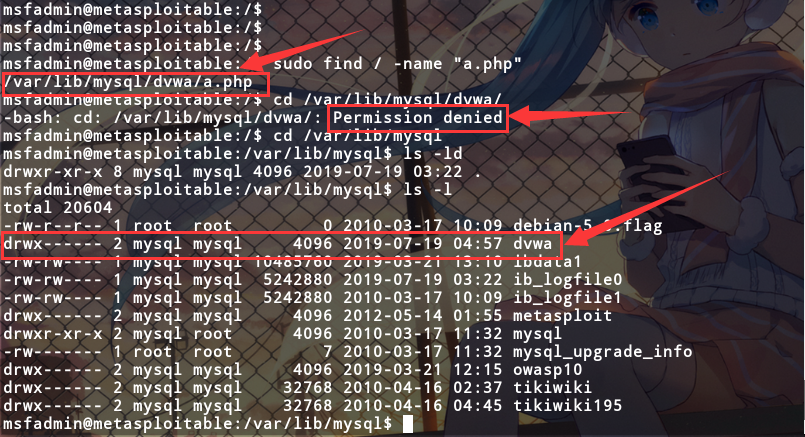 msfadmin@metasploitable:/$
msfadmin@metasploitable:/$
msfadmin@metasploitable:/$
msfadmin@metasploitable:/$ sudo find / -name "a.php"
/var/lib/mysql/dvwa/a.php
msfadmin@metasploitable:/$ cd /var/lib/mysql/dvwa/
-bash: cd: /var/lib/mysql/dvwa/: Permission denied
msfadmin@metasploitable:/$ cd /var/lib/mysql
msfadmin@metasploitable:/var/lib/mysql$ ls -ld
drwxr-xr-x 8 mysql mysql 4096 2019-07-19 03:22 .
msfadmin@metasploitable:/var/lib/mysql$ ls -l
total 20604
-rw-r--r-- 1 root  root         0 2010-03-17 10:09 debian-5.0.flag
drwx------ 2 mysql mysql     4096 2019-07-19 04:57 dvwa
-rw-rw---- 1 mysql mysql 10485760 2019-03-21 13:10 ibdata1
-rw-rw---- 1 mysql mysql  5242880 2019-07-19 03:22 ib_logfile0
-rw-rw---- 1 mysql mysql  5242880 2010-03-17 10:09 ib_logfile1
drwx------ 2 mysql mysql     4096 2012-05-14 01:55 metasploit
drwxr-xr-x 2 mysql root      4096 2010-03-17 11:32 mysql
-rw------- 1 root  root         7 2010-03-17 11:32 mysql_upgrade_info
drwx------ 2 mysql mysql     4096 2019-03-21 12:15 owasp10
drwx------ 2 mysql mysql    32768 2010-04-16 02:37 tikiwiki
drwx------ 2 mysql mysql    32768 2010-04-16 04:45 tikiwiki195
msfadmin@metasploitable:/var/lib/mysql$